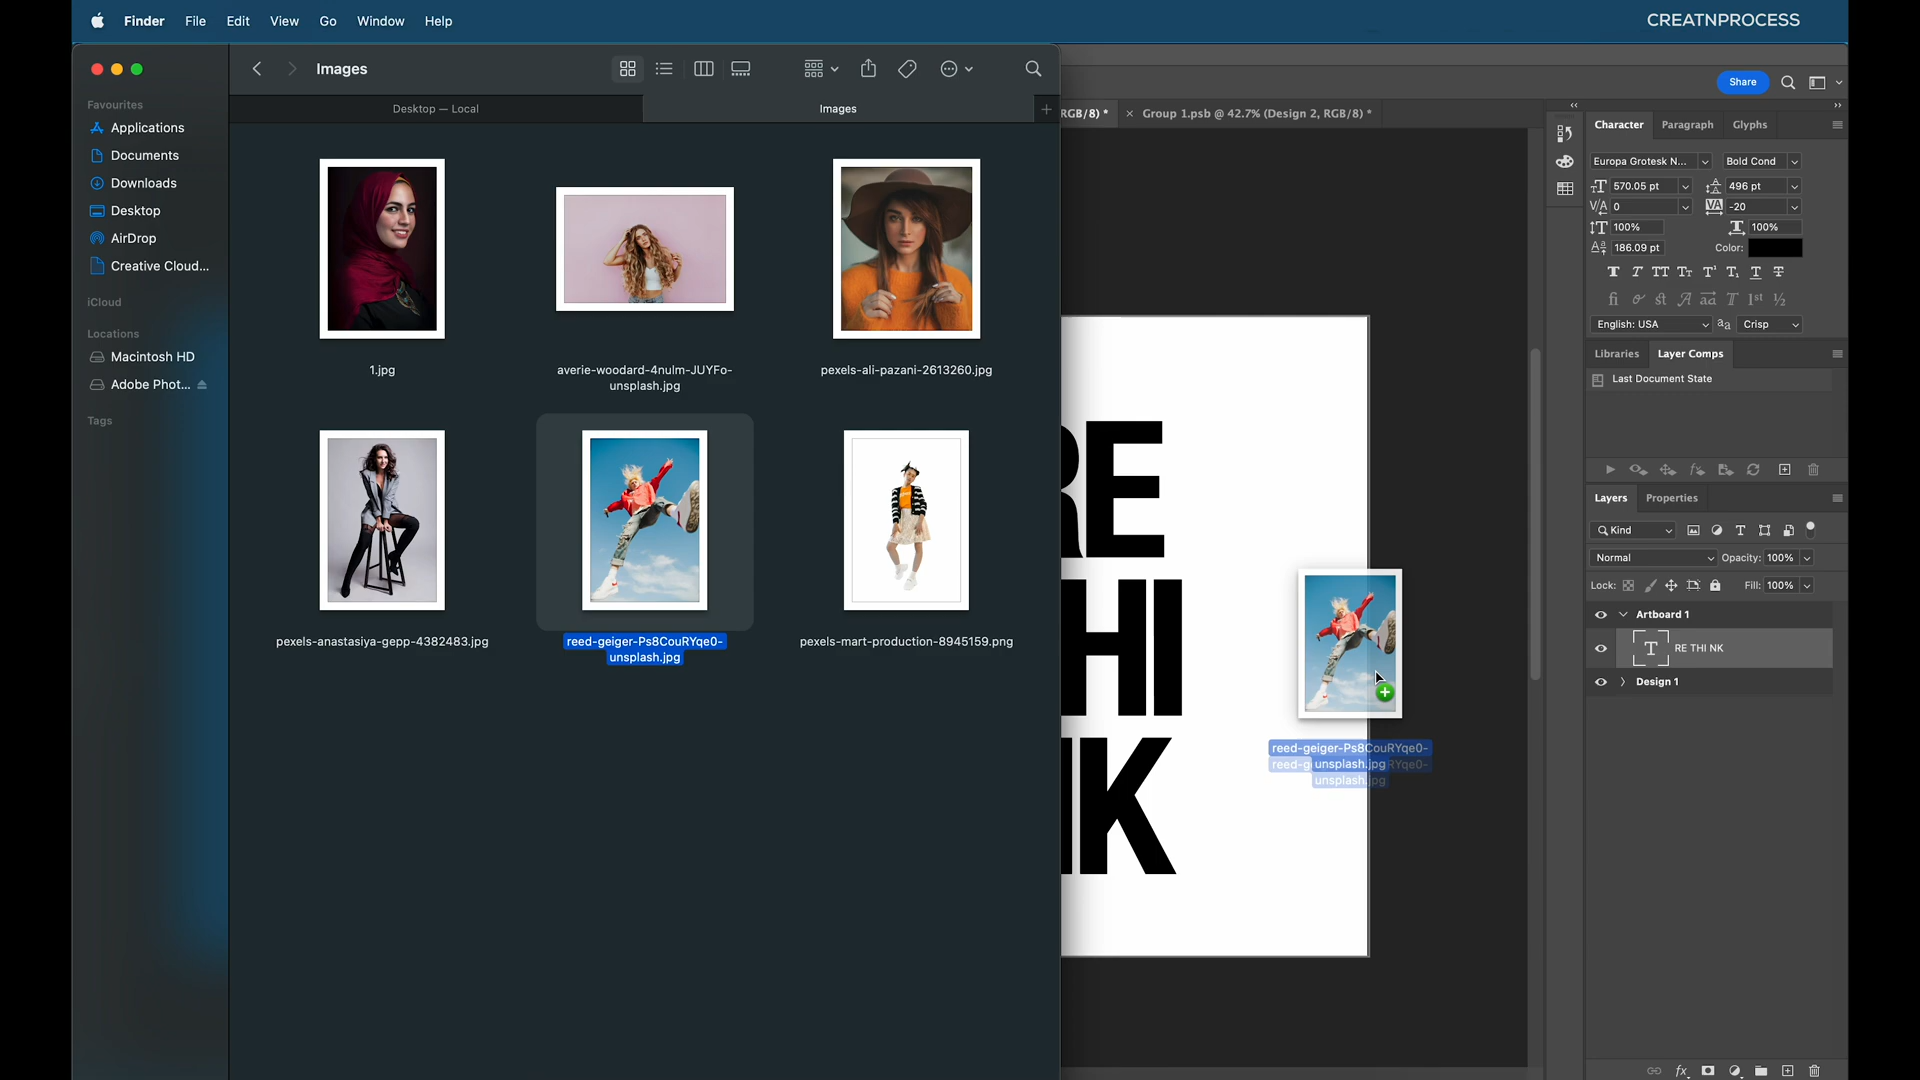 Finder File Edit View Go Window Help
CREATNPROCESS
Images
Desktop — Local
Images
Favourites
Applications
Documents
Downloads
Desktop
AirDrop
Creative Cloud...
iCloud
Locations
Macintosh HD
Adobe Phot...
Tags
1.jpg
averie-woodard-4nulm-JUYFo-
unsplash.jpg
pexels-ali-pazani-2613260.jpg
pexels-anastasiya-gepp-4382483.jpg
reed-geiger-Ps8CouRYqe0-
unsplash.jpg
pexels-mart-production-8945159.png
Share
RGB/8) *
Group 1.psb @ 42.7% (Design 2, RGB/8) *
RE
HI
NK
reed-geiger-Ps8CouRYqe0-
unsplash.jpg
Character Paragraph Glyphs
Europa Grotesk N... Bold Cond
570.05 pt 496 pt
0 -20
100% 100%
186.09 pt Color:
English: USA Crisp
Libraries Layer Comps
Last Document State
Layers Properties
Kind
Normal Opacity: 100%
Lock: Fill: 100%
Artboard 1
RE THI NK
Design 1